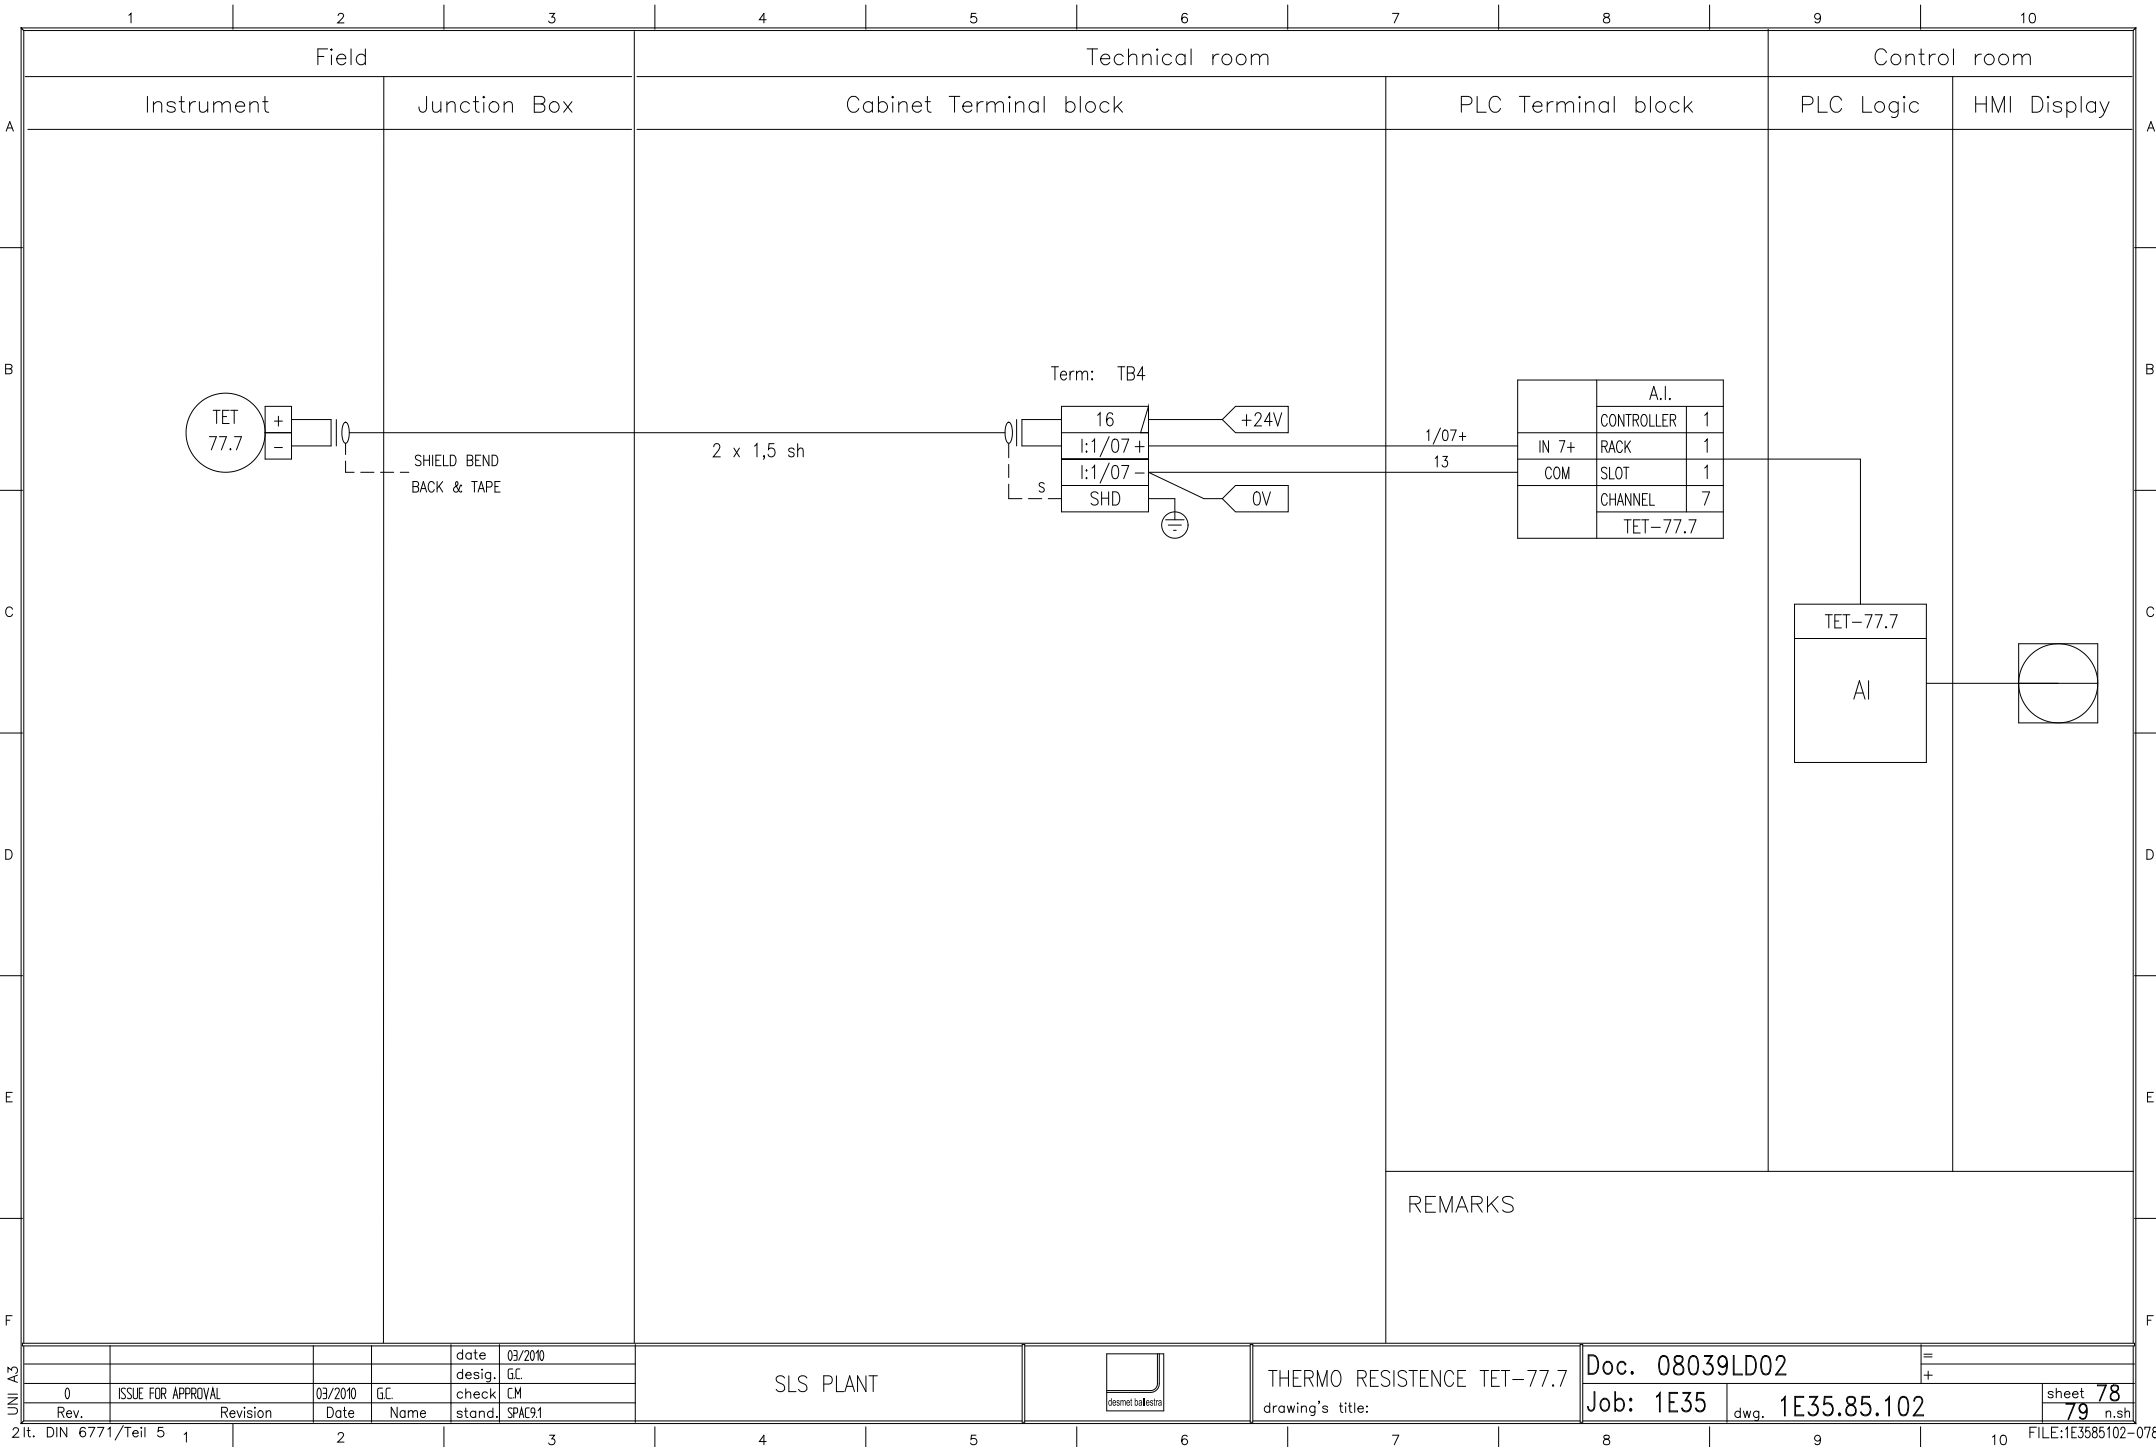 1 2 3 4 5 6 7 8 9 10
Field Technical room Control room
Instrument Junction Box Cabinet Terminal block PLC Terminal block PLC Logic HMI Display
A A
B B
C C
D D
E E
F F
TET
77.7
+
-
SHIELD BEND
BACK & TAPE
2 x 1,5 sh
Term: TB4
16
I:1/07 +
I:1/07 -
SHD
S
+24V
0V
1/07+
13
A.I.
CONTROLLER 1
IN 7+ RACK 1
COM SLOT 1
CHANNEL 7
TET-77.7
TET-77.7
AI
REMARKS
UNI A3
date 03/2010
desig. G.C.
0 ISSUE FOR APPROVAL 03/2010 G.C. check C.M
Rev. Revision Date Name stand. SPAC9.1
SLS PLANT
desmet ballestra
THERMO RESISTENCE TET-77.7
drawing's title:
Doc. 08039LD02
=
+
Job: 1E35 dwg. 1E35.85.102
sheet 78
79 n.sh
2lt. DIN 6771/Teil 5
1 2 3 4 5 6 7 8 9 10
FILE:1E3585102-078